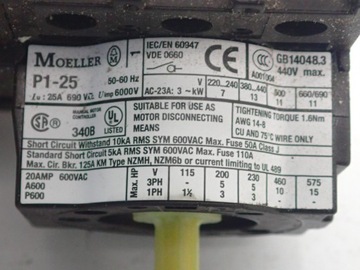 MOELLER
P1-25
50-60 Hz
Ie: 25A 690 V~ Uimp 6000V
IEC/EN 60947
VDE 0660
CE
CCC
A001004
GB14048.3
440V max.
AC-23A: 3 ~ kW
220...240 380...440 500 660/690
7 13 11 11
SUITABLE FOR USE AS
MOTOR DISCONNECTING
MEANS
TIGHTENING TORQUE 1.6Nm
AWG 14-8
CU AND 75°C WIRE ONLY
SA
340B
Short Circuit Withstand 10kA RMS SYM 600VAC Max. Fuse 50A Class J
Standard Short Circuit 5kA RMS SYM 600VAC Max. Fuse 110A
Max. Cir. Bkr. 125A KM Type NZMH, NZM6b or current limiting to UL 489
20AMP 600VAC
A600
P600
Max. HP
V 115 200 230 460 575
3PH - 5 5 10 15
1PH 1½ 3 3